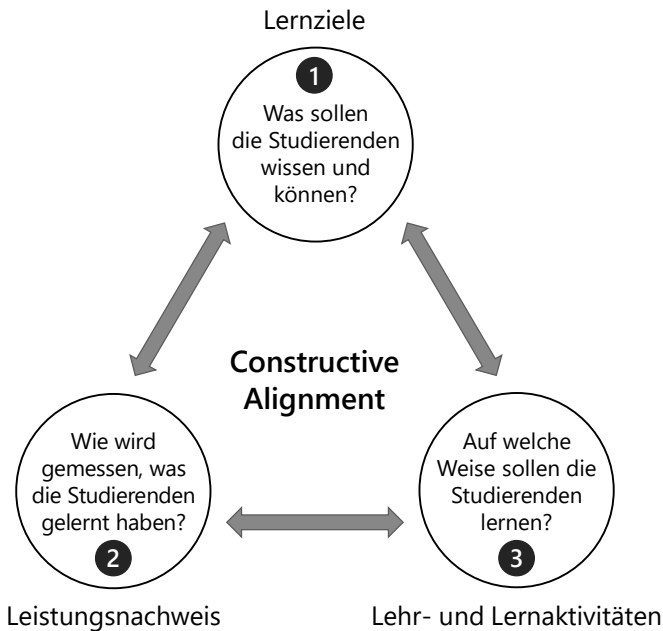 Lernziele
1
Was sollen
die Studierenden
wissen und
können?
Constructive
Alignment
Wie wird
gemessen, was
die Studierenden
gelernt haben?
2
Leistungsnachweis
Auf welche
Weise sollen die
Studierenden
lernen?
3
Lehr- und Lernaktivitäten